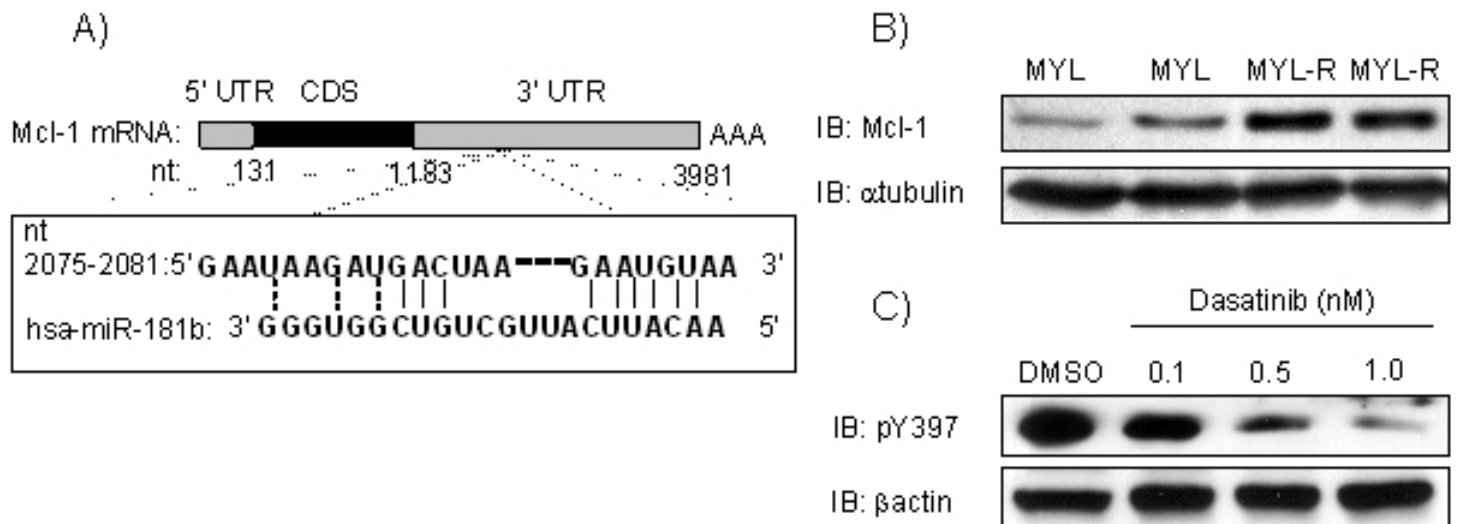 A)
5' UTR CDS 3' UTR
Mcl-1 mRNA: AAA
nt: 131 1183 3981
nt
2075-2081:5' GAAUAAGAUGACUAA---GAAUGUAA 3'
hsa-miR-181b: 3' GGGUGGCUGUCGUUACUUACAA 5'
B)
MYL MYL MYL-R MYL-R
IB: Mcl-1
IB: αtubulin
C)
Dasatinib (nM)
DMSO 0.1 0.5 1.0
IB: pY397
IB: βactin